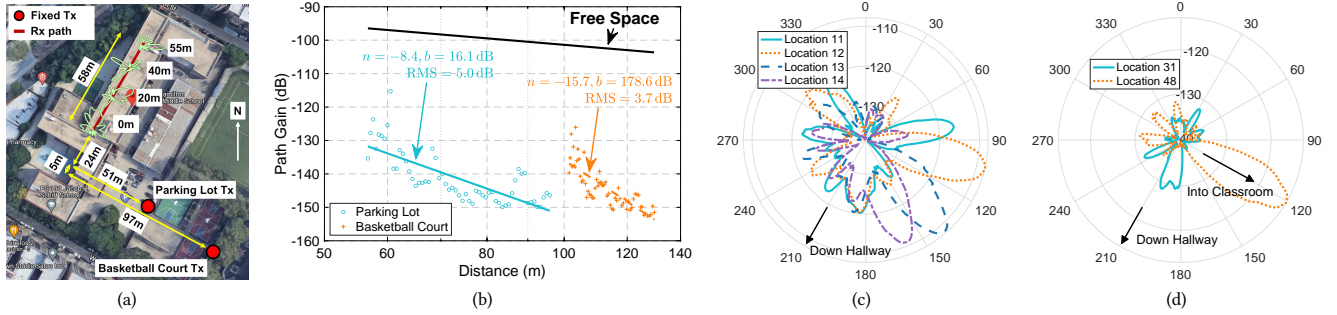 Fixed Tx
Rx path
55m
40m
20m
0m
58m
N
5m
24m
51m
97m
Parking Lot Tx
Basketball Court Tx
(a)
Path Gain (dB)
-90
-100
-110
-120
-130
-140
-150
-160
Free Space
n = −8.4, b = 16.1 dB
RMS = 5.0 dB
n = −15.7, b = 178.6 dB
RMS = 3.7 dB
Parking Lot
Basketball Court
50
60
80
100
120
140
Distance (m)
(b)
Location 11
Location 12
Location 13
Location 14
0
30
60
90
120
150
180
210
240
270
300
330
-110
-120
-130
Down Hallway
(c)
Location 31
Location 48
0
30
60
90
120
150
180
210
240
270
300
330
-110
-120
-130
Into Classroom
Down Hallway
(d)